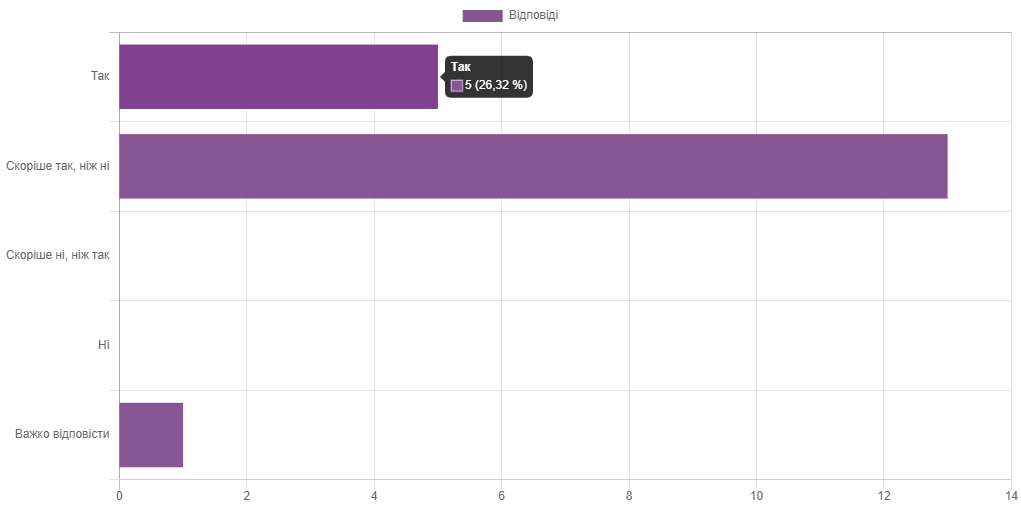 Відповіді
Так
Так
5 (26,32 %)
Скоріше так, ніж ні
Скоріше ні, ніж так
Ні
Важко відповісти
0 2 4 6 8 10 12 14